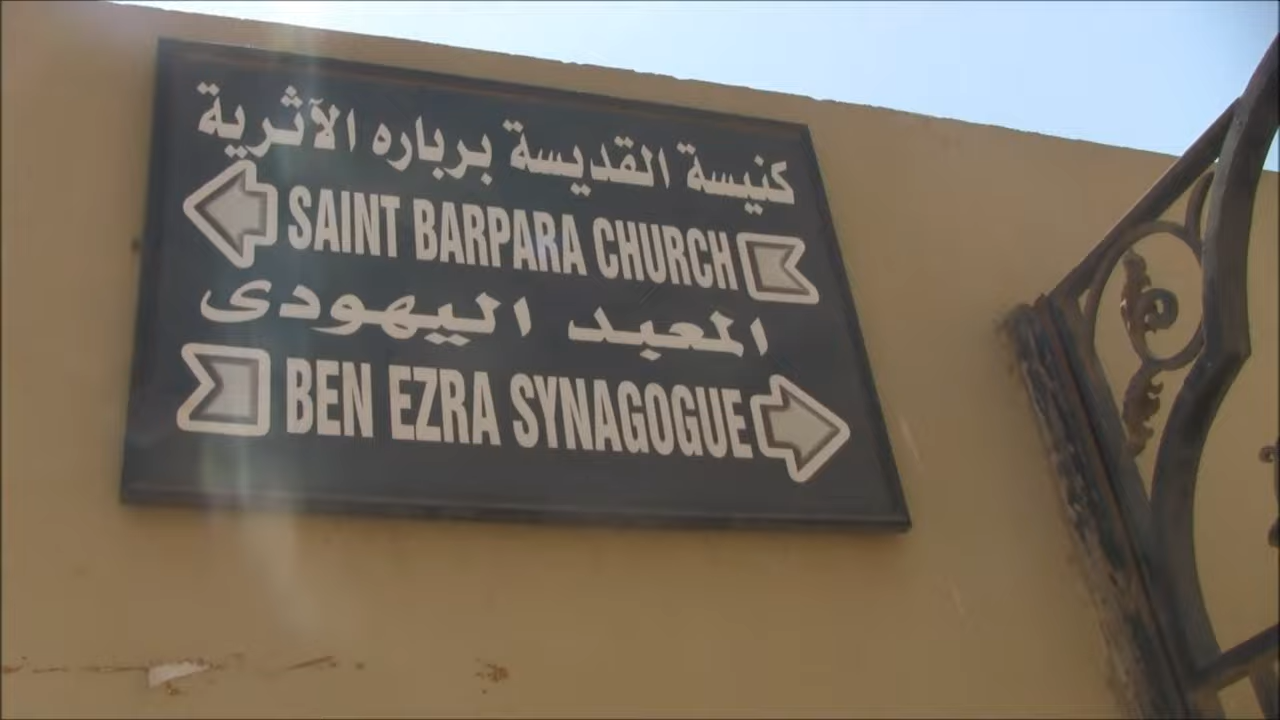 كنيسة القديسة برباره الآثرية
SAINT BARPARA CHURCH
المعبد اليهودى
BEN EZRA SYNAGOGUE